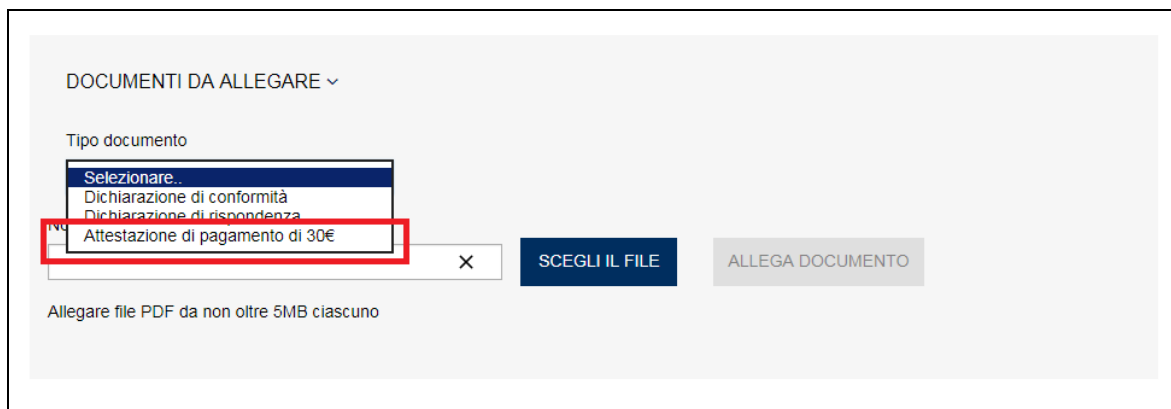 DOCUMENTI DA ALLEGARE
Tipo documento
Selezionare..
Dichiarazione di conformità
Dichiarazione di rispondenza
Attestazione di pagamento di 30€
SCEGLI IL FILE
ALLEGA DOCUMENTO
Allegare file PDF da non oltre 5MB ciascuno